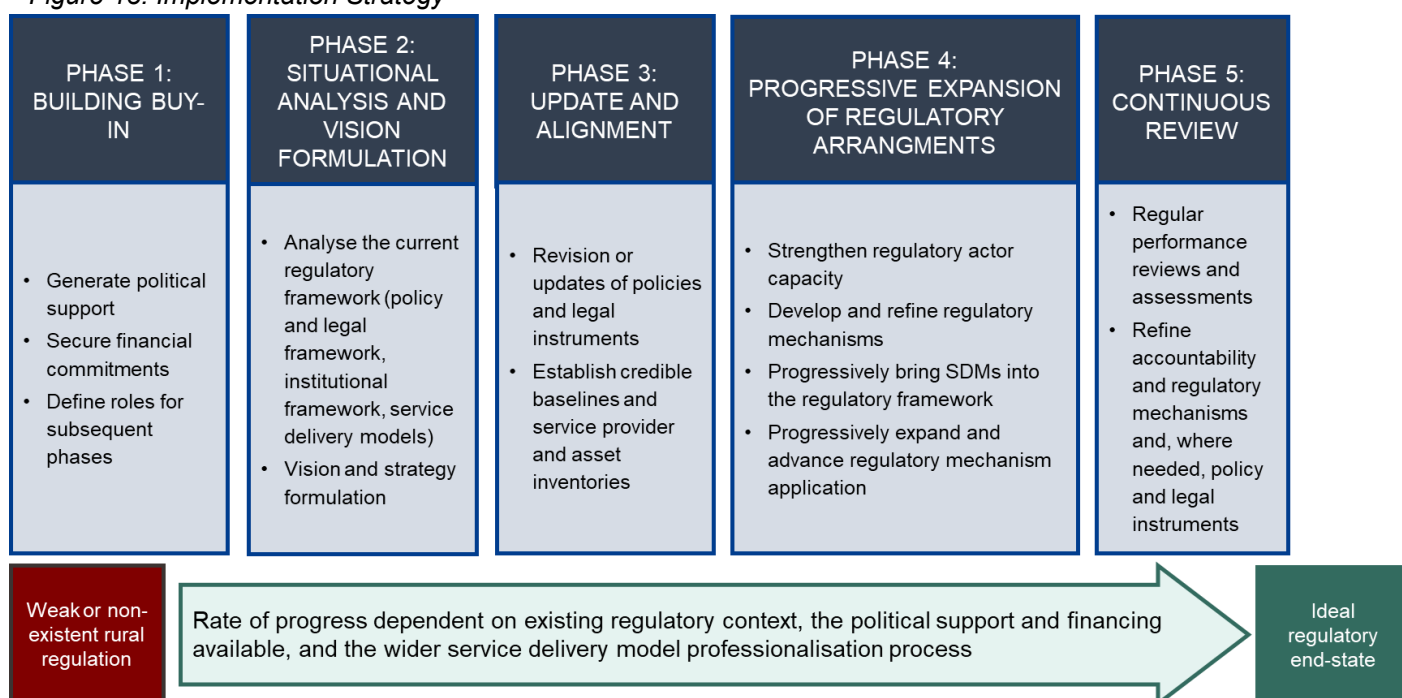 Figure 16: Implementation Strategy
PHASE 1:
BUILDING BUY-
IN
• Generate political
support
• Secure financial
commitments
• Define roles for
subsequent
phases
PHASE 2:
SITUATIONAL
ANALYSIS AND
VISION
FORMULATION
• Analyse the current
regulatory
framework (policy
and legal
framework,
institutional
framework, service
delivery models)
• Vision and strategy
formulation
PHASE 3:
UPDATE AND
ALIGNMENT
• Revision or
updates of policies
and legal
instruments
• Establish credible
baselines and
service provider
and asset
inventories
PHASE 4:
PROGRESSIVE EXPANSION
OF REGULATORY
ARRANGMENTS
• Strengthen regulatory actor
capacity
• Develop and refine regulatory
mechanisms
• Progressively bring SDMs into
the regulatory framework
• Progressively expand and
advance regulatory mechanism
application
PHASE 5:
CONTINUOUS
REVIEW
• Regular
performance
reviews and
assessments
• Refine
accountability
and regulatory
mechanisms
and, where
needed, policy
and legal
instruments
Weak or non-
existent rural
regulation
Rate of progress dependent on existing regulatory context, the political support and financing
available, and the wider service delivery model professionalisation process
Ideal
regulatory
end-state